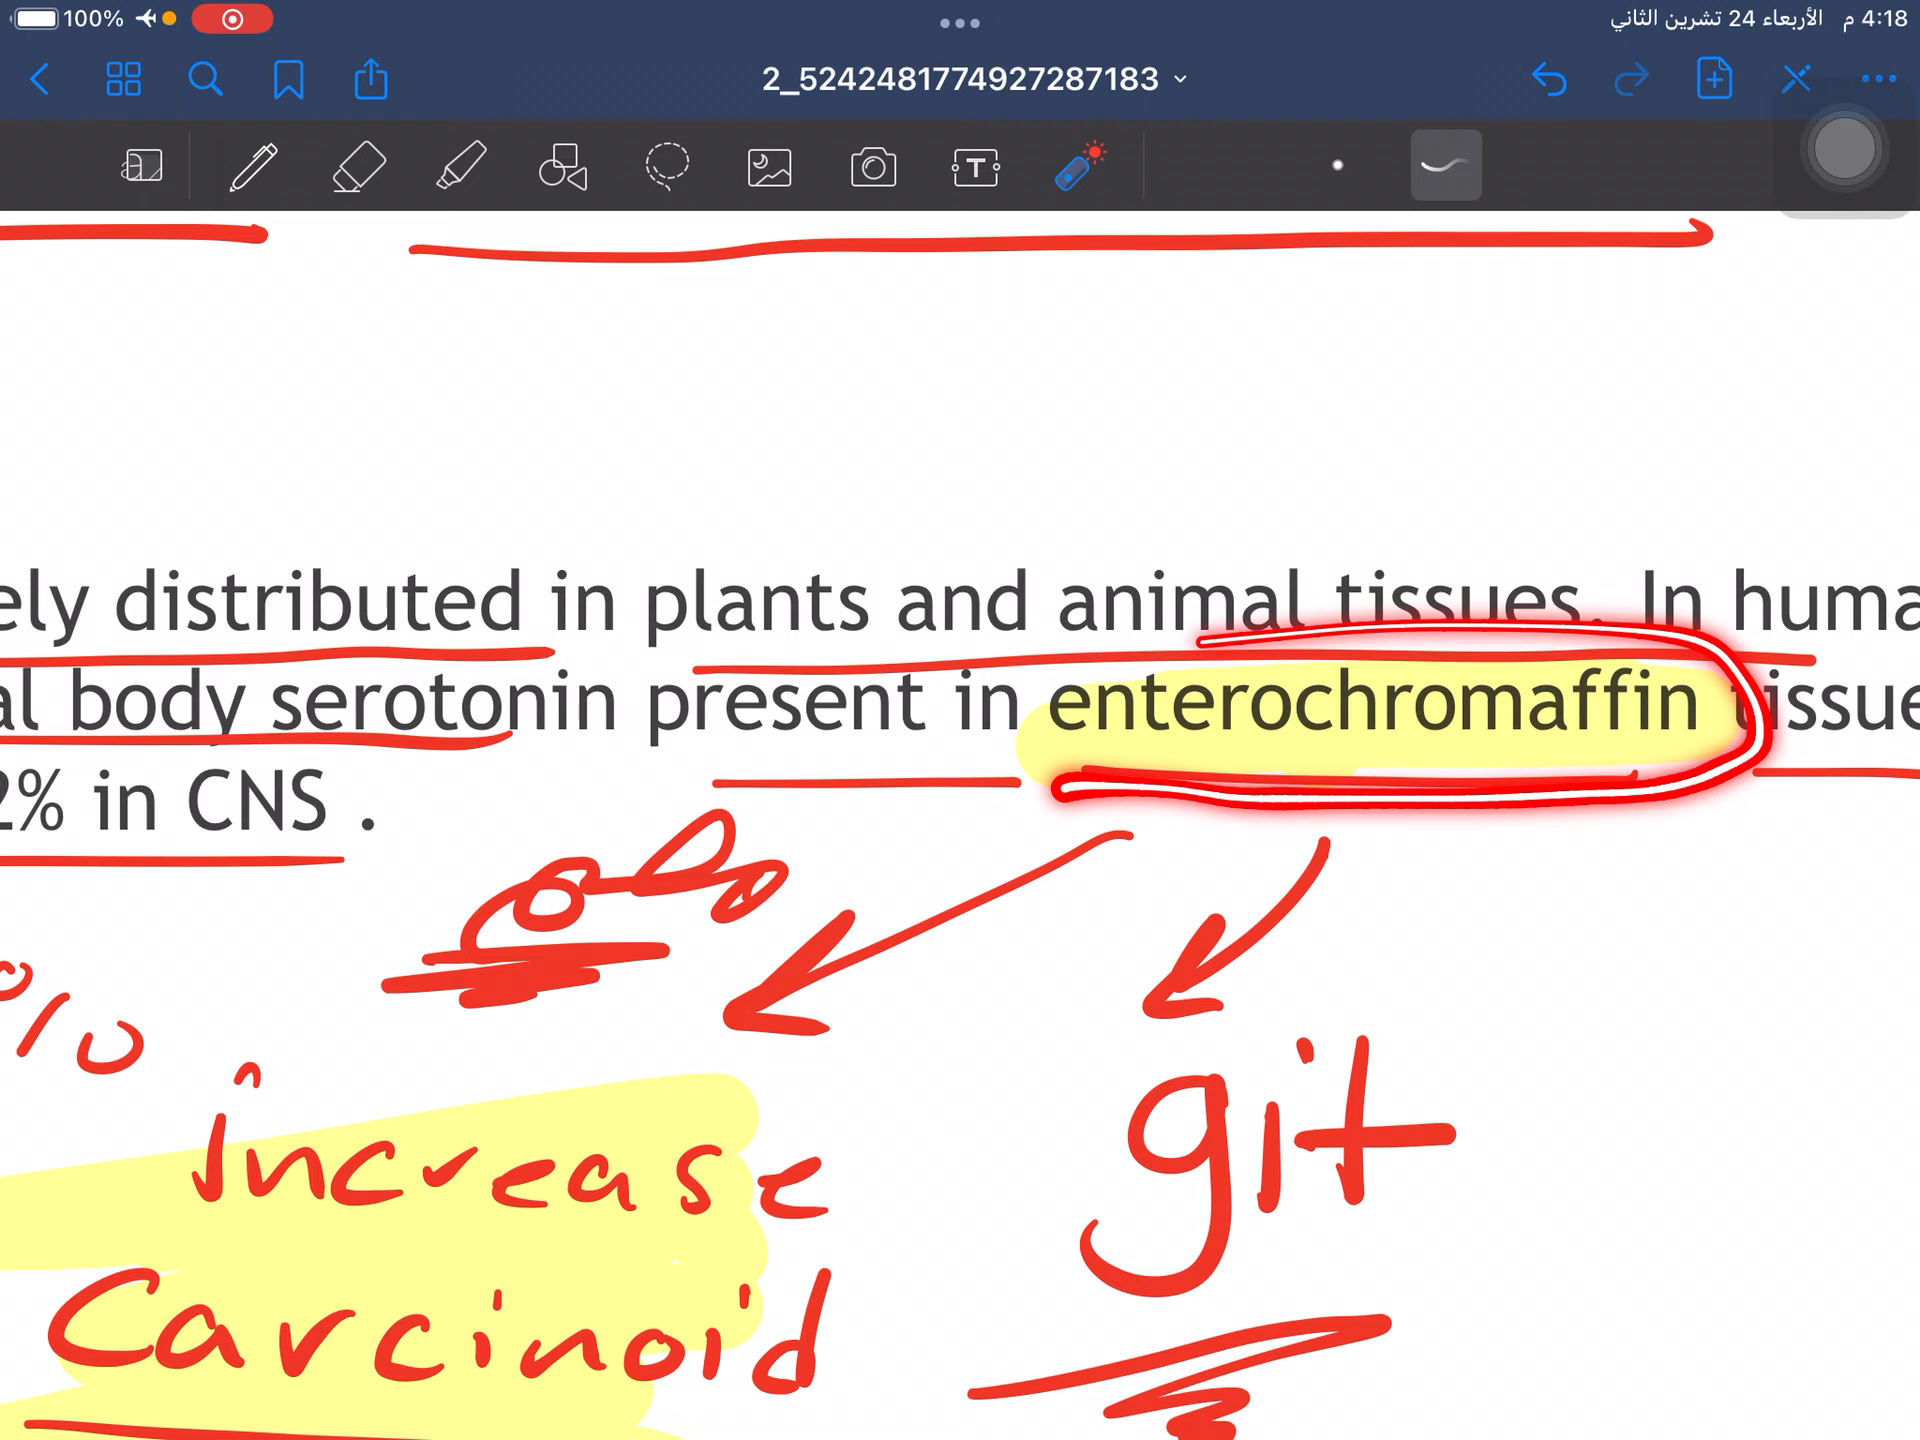 100%
4:18 م الأربعاء 24 تشرين الثاني
2_5242481774927287183
ely distributed in plants and animal tissues. In huma
al body serotonin present in enterochromaffin tissue
2% in CNS .
git
increase
Carcinoid